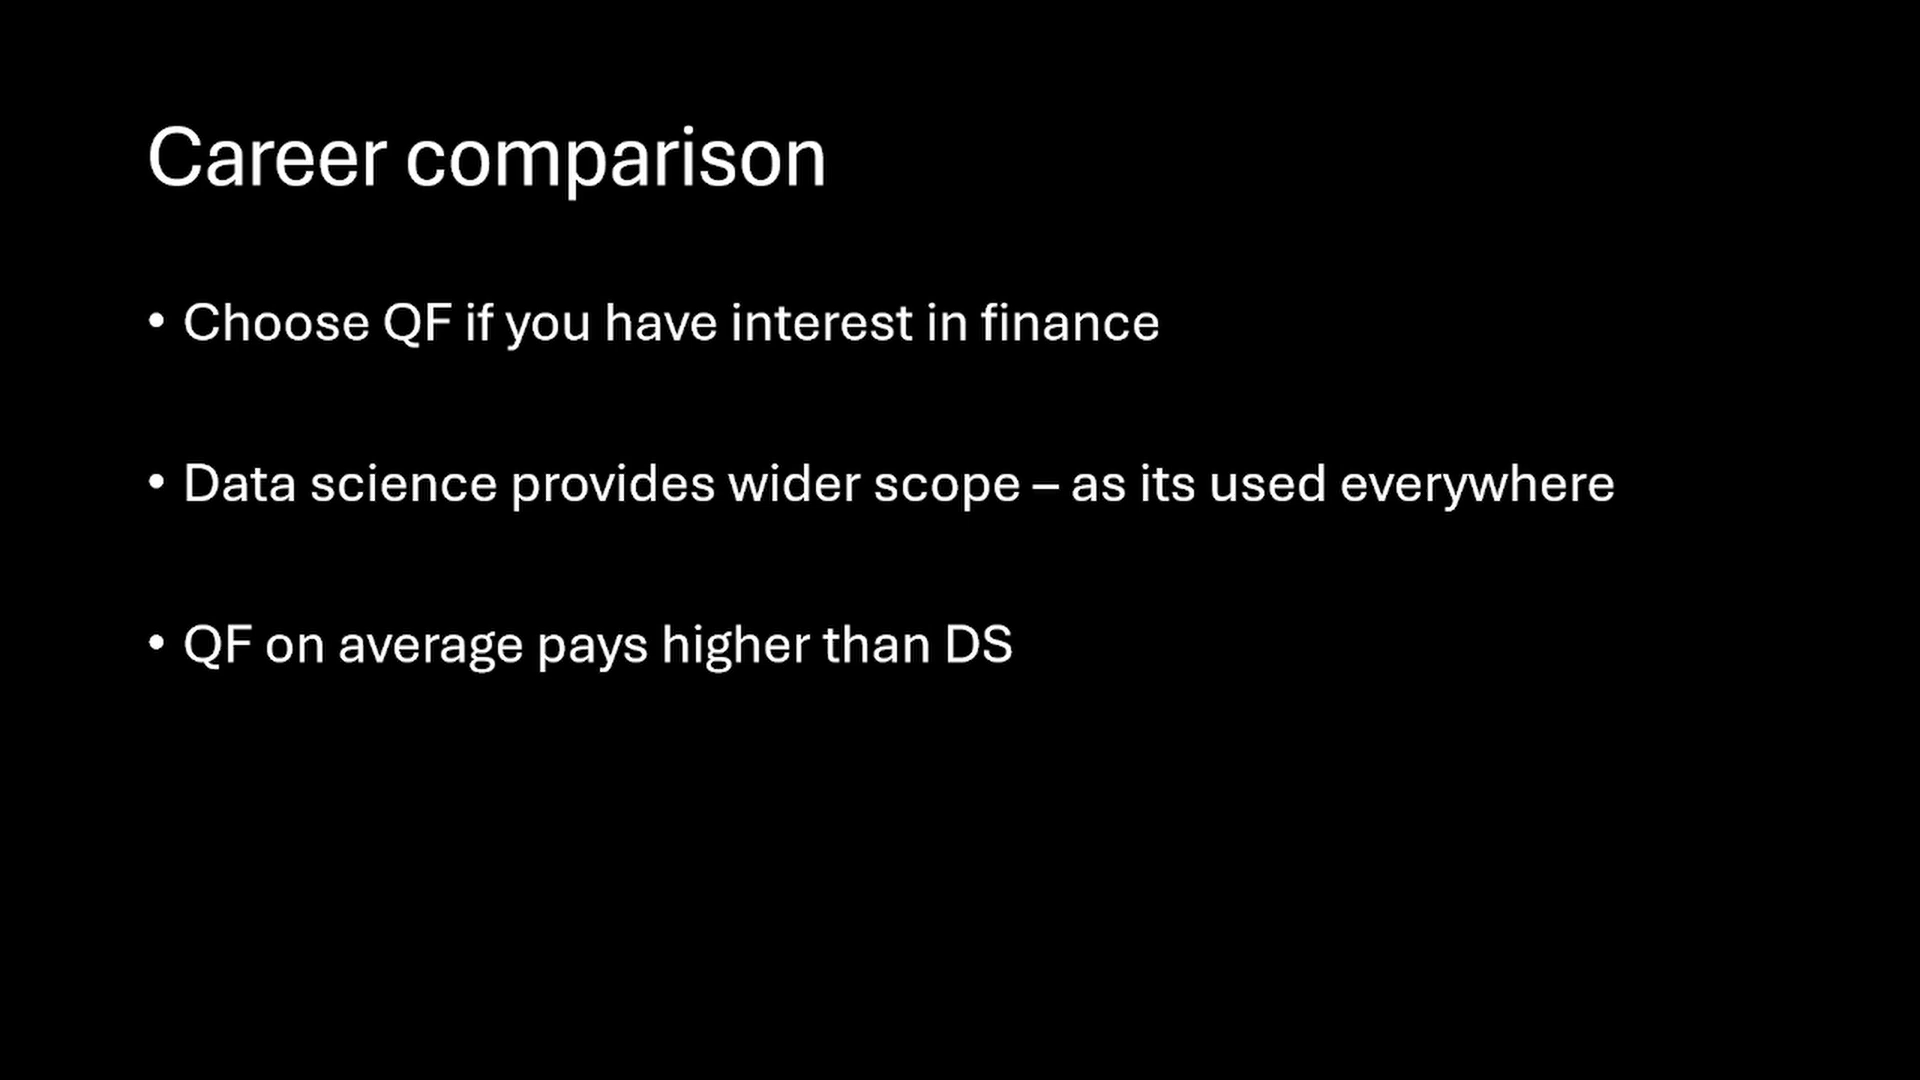 Career comparison
• Choose QF if you have interest in finance
• Data science provides wider scope – as its used everywhere
• QF on average pays higher than DS